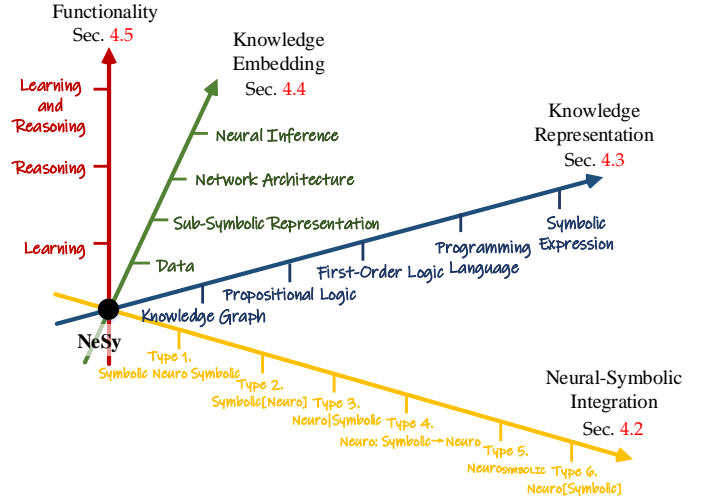 Functionality
Sec. 4.5
Learning
and
Reasoning
Reasoning
Learning
Knowledge
Embedding
Sec. 4.4
Neural Inference
Network Architecture
Sub-Symbolic Representation
Data
Knowledge
Representation
Sec. 4.3
Symbolic
Expression
Programming
Language
First-Order Logic
Propositional Logic
Knowledge Graph
NeSy
Type 1.
Symbolic Neuro Symbolic
Type 2.
Symbolic[Neuro]
Type 3.
Neuro|Symbolic
Type 4.
Neuro: Symbolic→Neuro
Type 5.
NeuroSYMBOLIC
Type 6.
Neuro[Symbolic]
Neural-Symbolic
Integration
Sec. 4.2